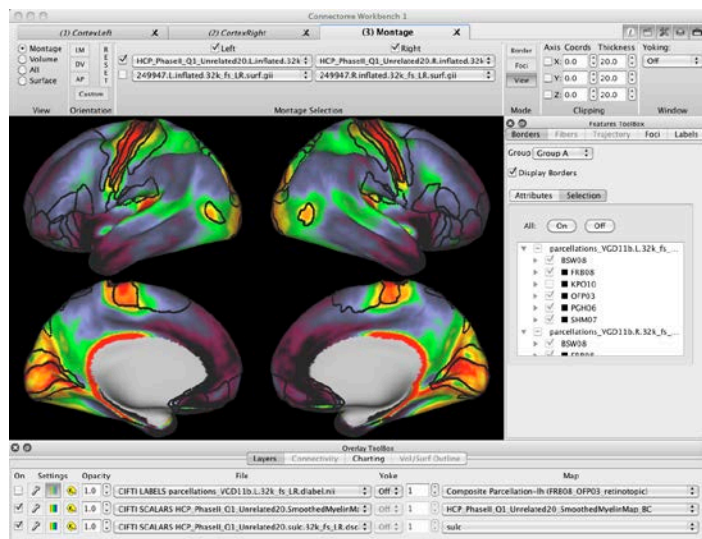 Connectome Workbench 1
(1) CortexLeft X (2) CortexRight X (3) Montage X
Montage
Volume
All
Surface
View
LM
DV
AP
Custom
RESET
Orientation
Left Right
HCP_PhaseII_Q1_Unrelated20.L.inflated.32k HCP_PhaseII_Q1_Unrelated20.R.inflated.32k
249947.L.inflated.32k_fs_LR.surf.gii 249947.R.inflated.32k_fs_LR.surf.gii
Montage Selection
Border
Foci
View
Mode
Axis Coords Thickness
X: 0.0 20.0
Y: 0.0 20.0
Z: 0.0 20.0
Clipping
Yoking:
Off
Window
Features ToolBox
Borders Fibers Trajectory Foci Labels
Group Group A
Display Borders
Attributes Selection
All: On Off
parcellations_VGD11b.L.32k_fs_...
BSW08
FRB08
KPO10
OFP03
PGH06
SHM07
parcellations_VGD11b.R.32k_fs_...
BSW08
FRB08
Overlay ToolBox
Layers Connectivity Charting Vol/Surf Outline
On Settings Opacity File Yoke Map
1.0 CIFTI LABELS parcellations_VGD11b.L.32k_fs_LR.dlabel.nii Off 1 Composite Parcellation-lh (FRB08_OFP03_retinotopic)
1.0 CIFTI SCALARS HCP_PhaseII_Q1_Unrelated20.SmoothedMyelinMa Off 1 HCP_PhaseII_Q1_Unrelated20_SmoothedMyelinMap_BC
1.0 CIFTI SCALARS HCP_PhaseII_Q1_Unrelated20.sulc.32k_fs_LR.dsc Off 1 sulc